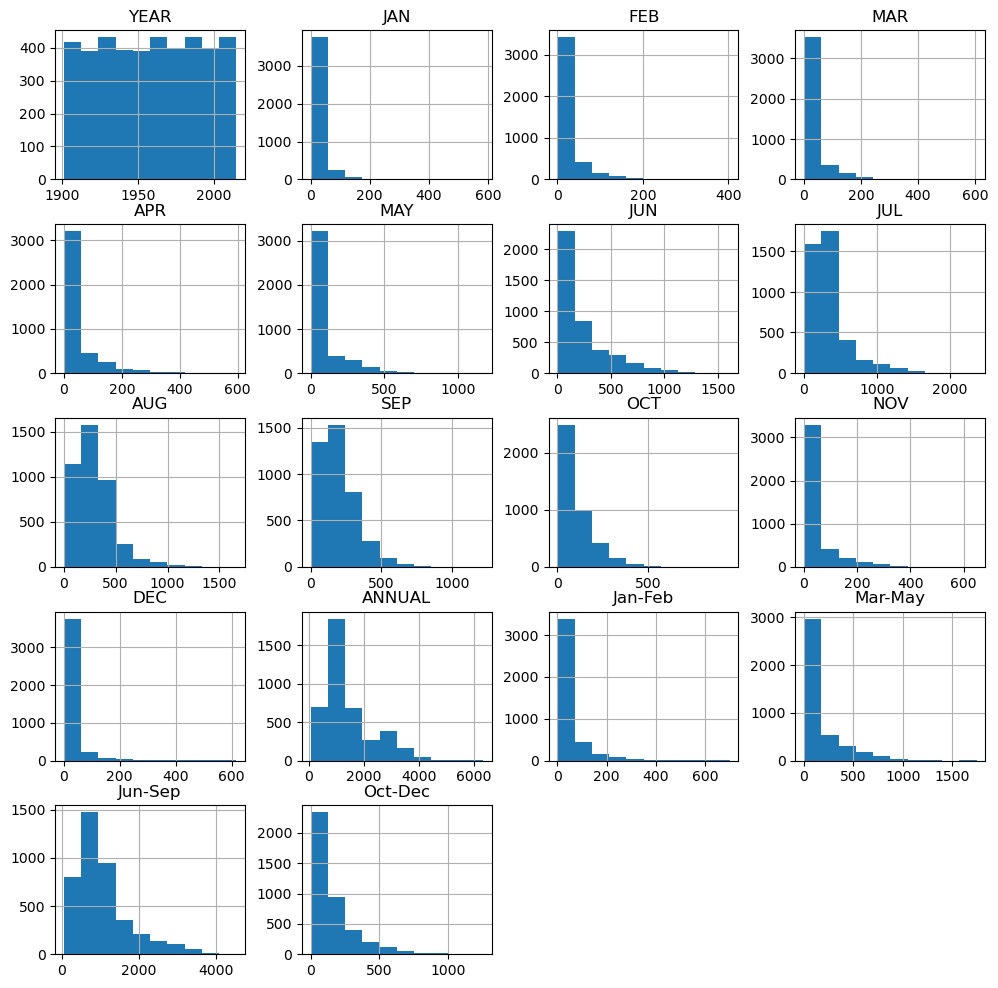 YEAR JAN FEB MAR
400 300 200 100 0
3000 2000 1000 0
3000 2000 1000 0
3000 2000 1000 0
1900 1950 2000
0 200 400 600
0 200 400
0 200 400 600
APR MAY JUN JUL
3000 2000 1000 0
3000 2000 1000 0
2000 1500 1000 500 0
1500 1000 500 0
0 200 400 600
0 500 1000
0 500 1000 1500
0 1000 2000
AUG SEP OCT NOV
1500 1000 500 0
1500 1000 500 0
2000 1000 0
3000 2000 1000 0
0 500 1000 1500
0 500 1000
0 500
0 200 400 600
DEC ANNUAL Jan-Feb Mar-May
3000 2000 1000 0
1500 1000 500 0
3000 2000 1000 0
3000 2000 1000 0
0 200 400 600
0 2000 4000 6000
0 200 400 600
0 500 1000 1500
Jun-Sep Oct-Dec
1500 1000 500 0
2000 1500 1000 500 0
0 2000 4000
0 500 1000